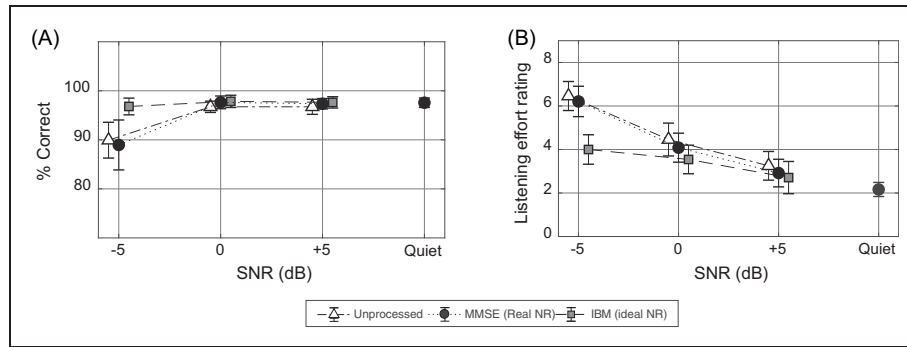 (A)
% Correct
100
90
80
-5 0 +5 Quiet
SNR (dB)
(B)
Listening effort rating
8
6
4
2
0
-5 0 +5 Quiet
SNR (dB)
Unprocessed MMSE (Real NR) IBM (ideal NR)